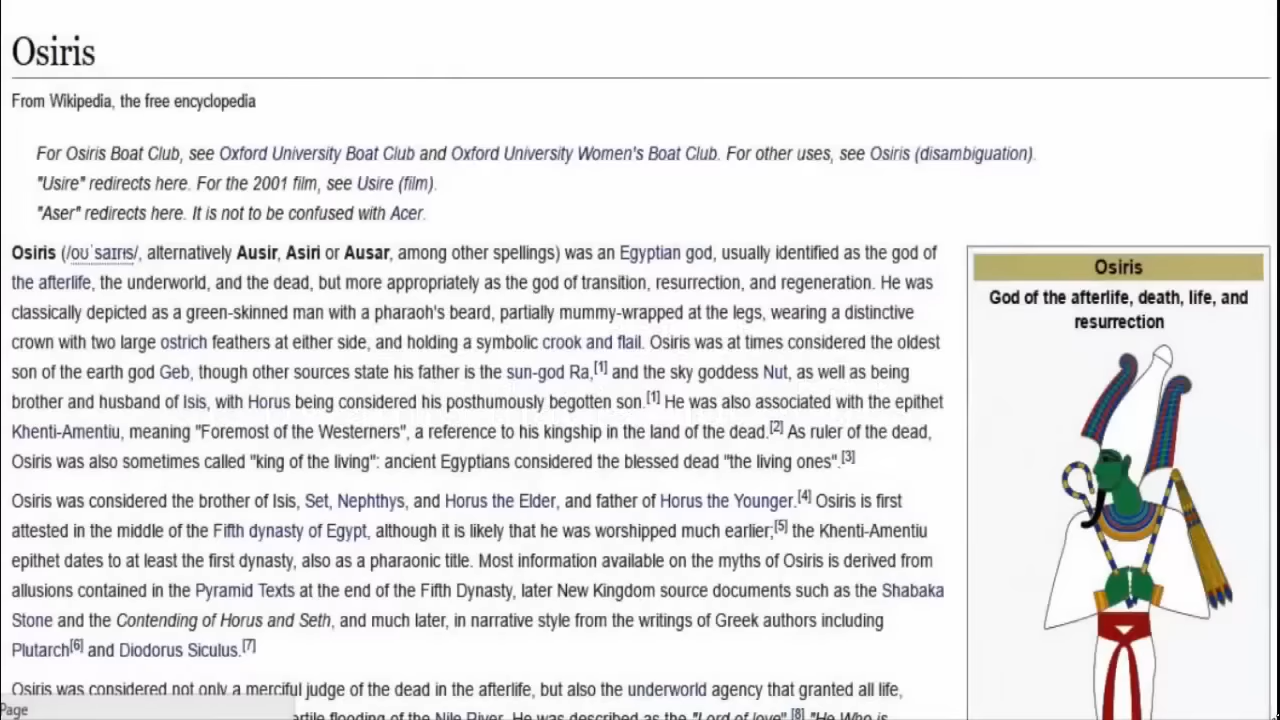 Osiris
From Wikipedia, the free encyclopedia
For Osiris Boat Club, see Oxford University Boat Club and Oxford University Women's Boat Club. For other uses, see Osiris (disambiguation).
"Usire" redirects here. For the 2001 film, see Usire (film).
"Aser" redirects here. It is not to be confused with Acer.
Osiris (/oʊˈsaɪrɪs/, alternatively Ausir, Asiri or Ausar, among other spellings) was an Egyptian god, usually identified as the god of
the afterlife, the underworld, and the dead, but more appropriately as the god of transition, resurrection, and regeneration. He was
classically depicted as a green-skinned man with a pharaoh's beard, partially mummy-wrapped at the legs, wearing a distinctive
crown with two large ostrich feathers at either side, and holding a symbolic crook and flail. Osiris was at times considered the oldest
son of the earth god Geb, though other sources state his father is the sun-god Ra,[1] and the sky goddess Nut, as well as being
brother and husband of Isis, with Horus being considered his posthumously begotten son.[1] He was also associated with the epithet
Khenti-Amentiu, meaning "Foremost of the Westerners", a reference to his kingship in the land of the dead.[2] As ruler of the dead,
Osiris was also sometimes called "king of the living": ancient Egyptians considered the blessed dead "the living ones".[3]
Osiris was considered the brother of Isis, Set, Nephthys, and Horus the Elder, and father of Horus the Younger.[4] Osiris is first
attested in the middle of the Fifth dynasty of Egypt, although it is likely that he was worshipped much earlier;[5] the Khenti-Amentiu
epithet dates to at least the first dynasty, also as a pharaonic title. Most information available on the myths of Osiris is derived from
allusions contained in the Pyramid Texts at the end of the Fifth Dynasty, later New Kingdom source documents such as the Shabaka
Stone and the Contending of Horus and Seth, and much later, in narrative style from the writings of Greek authors including
Plutarch[6] and Diodorus Siculus.[7]
Osiris was considered not only a merciful judge of the dead in the afterlife, but also the underworld agency that granted all life,
rtile flooding of the Nile River. He was described as the "Lord of love",[8] "He Who is
Page
Osiris
God of the afterlife, death, life, and
resurrection